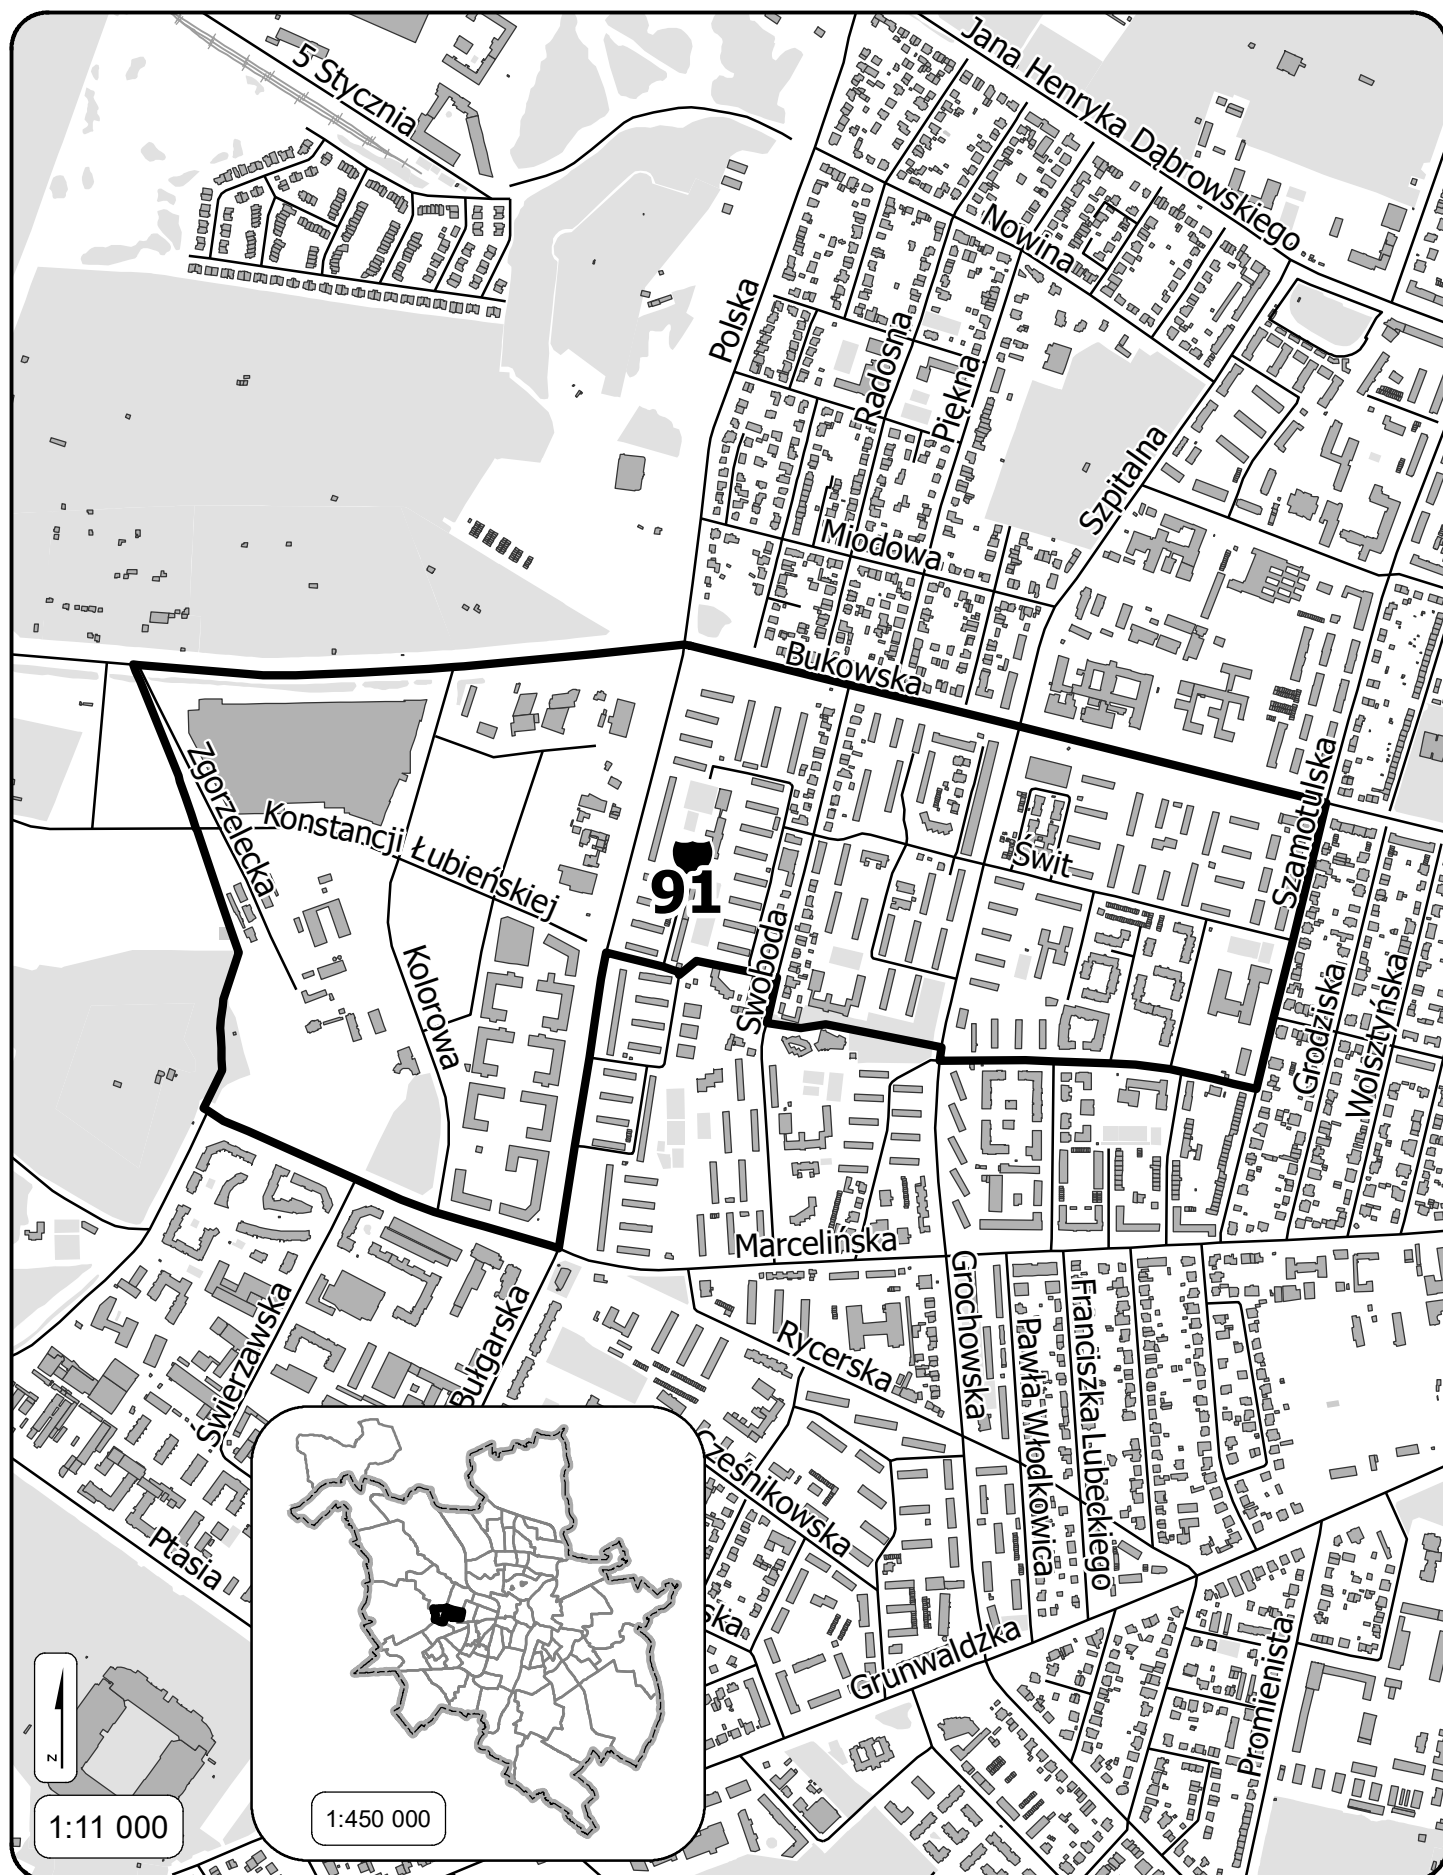 Jana Henryka Dąbrowskiego
5 Stycznia
Nowina
Polska
Radosna
Piękna
Szpitalna
Miodowa
Bukowska
Zgorzelecka
Szamotulska
Konstancji Łubieńskiej
Świt
91
Swoboda
Kolorowa
Grodziska
Wolsztyńska
Marcelińska
Świerzawska
Bułgarska
Rycerska
Grochowska
Pawła Włodkowica
Franciszka Lubeckiego
cześnikowska
Ptasia
ska
Grunwaldzka
Promienista
N
1:11 000
1:450 000